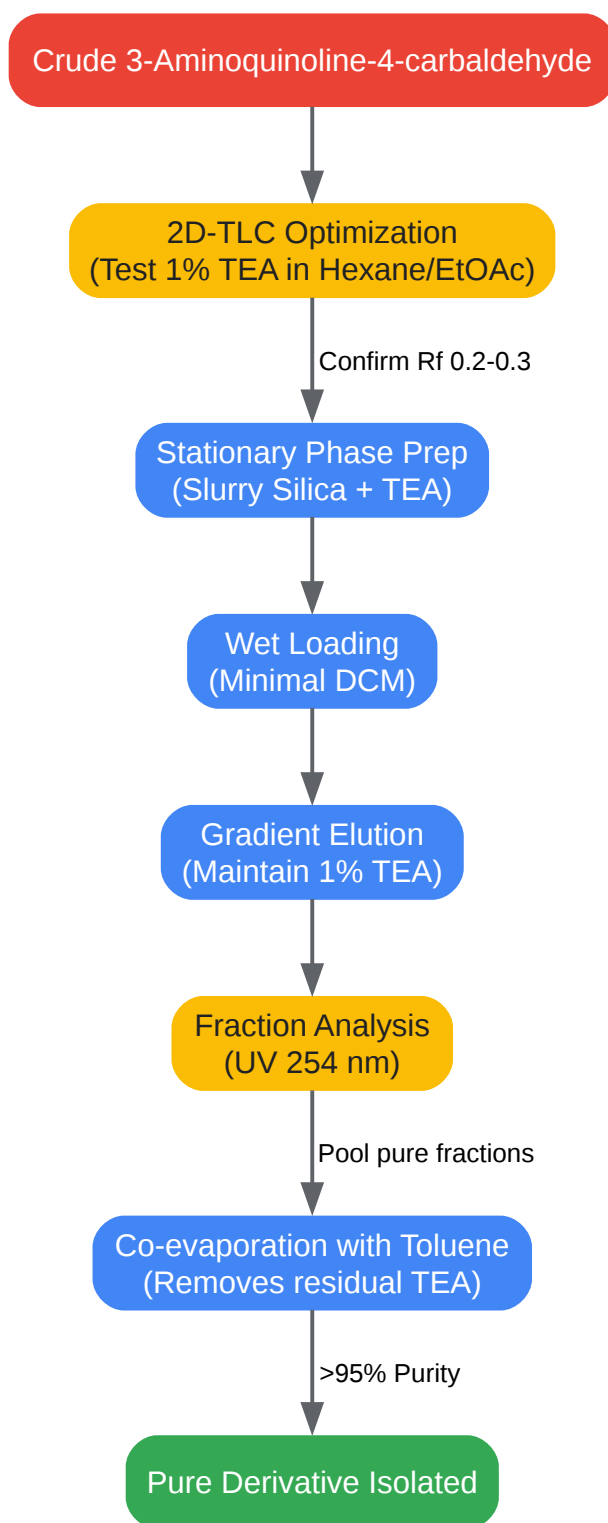 Crude 3-Aminoquinoline-4-carbaldehyde
2D-TLC Optimization
(Test 1% TEA in Hexane/EtOAc)
Confirm Rf 0.2-0.3
Stationary Phase Prep
(Slurry Silica + TEA)
Wet Loading
(Minimal DCM)
Gradient Elution
(Maintain 1% TEA)
Fraction Analysis
(UV 254 nm)
Pool pure fractions
Co-evaporation with Toluene
(Removes residual TEA)
>95% Purity
Pure Derivative Isolated